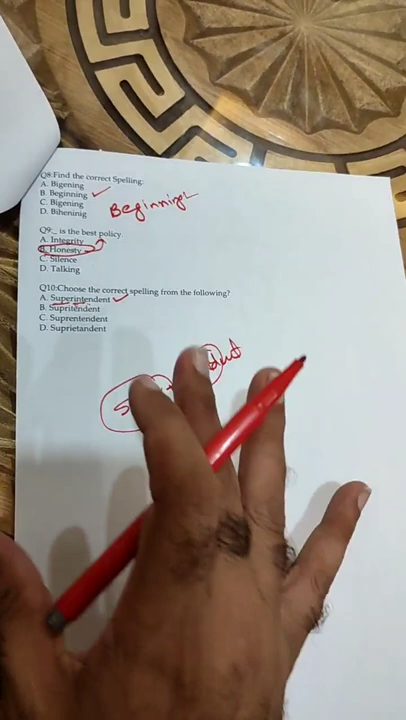 Q8:Find the correct Spelling:
A. Bigening
B. Beginning
Beginning
C. Bigening
D. Biheninig
Q9:_ is the best policy.
A. Integrity
B. Honesty
C. Silence
D. Talking
Q10:Choose the correct spelling from the following?
A. Superintendent
B. Supritendent
C. Suprentendent
D. Suprietandent